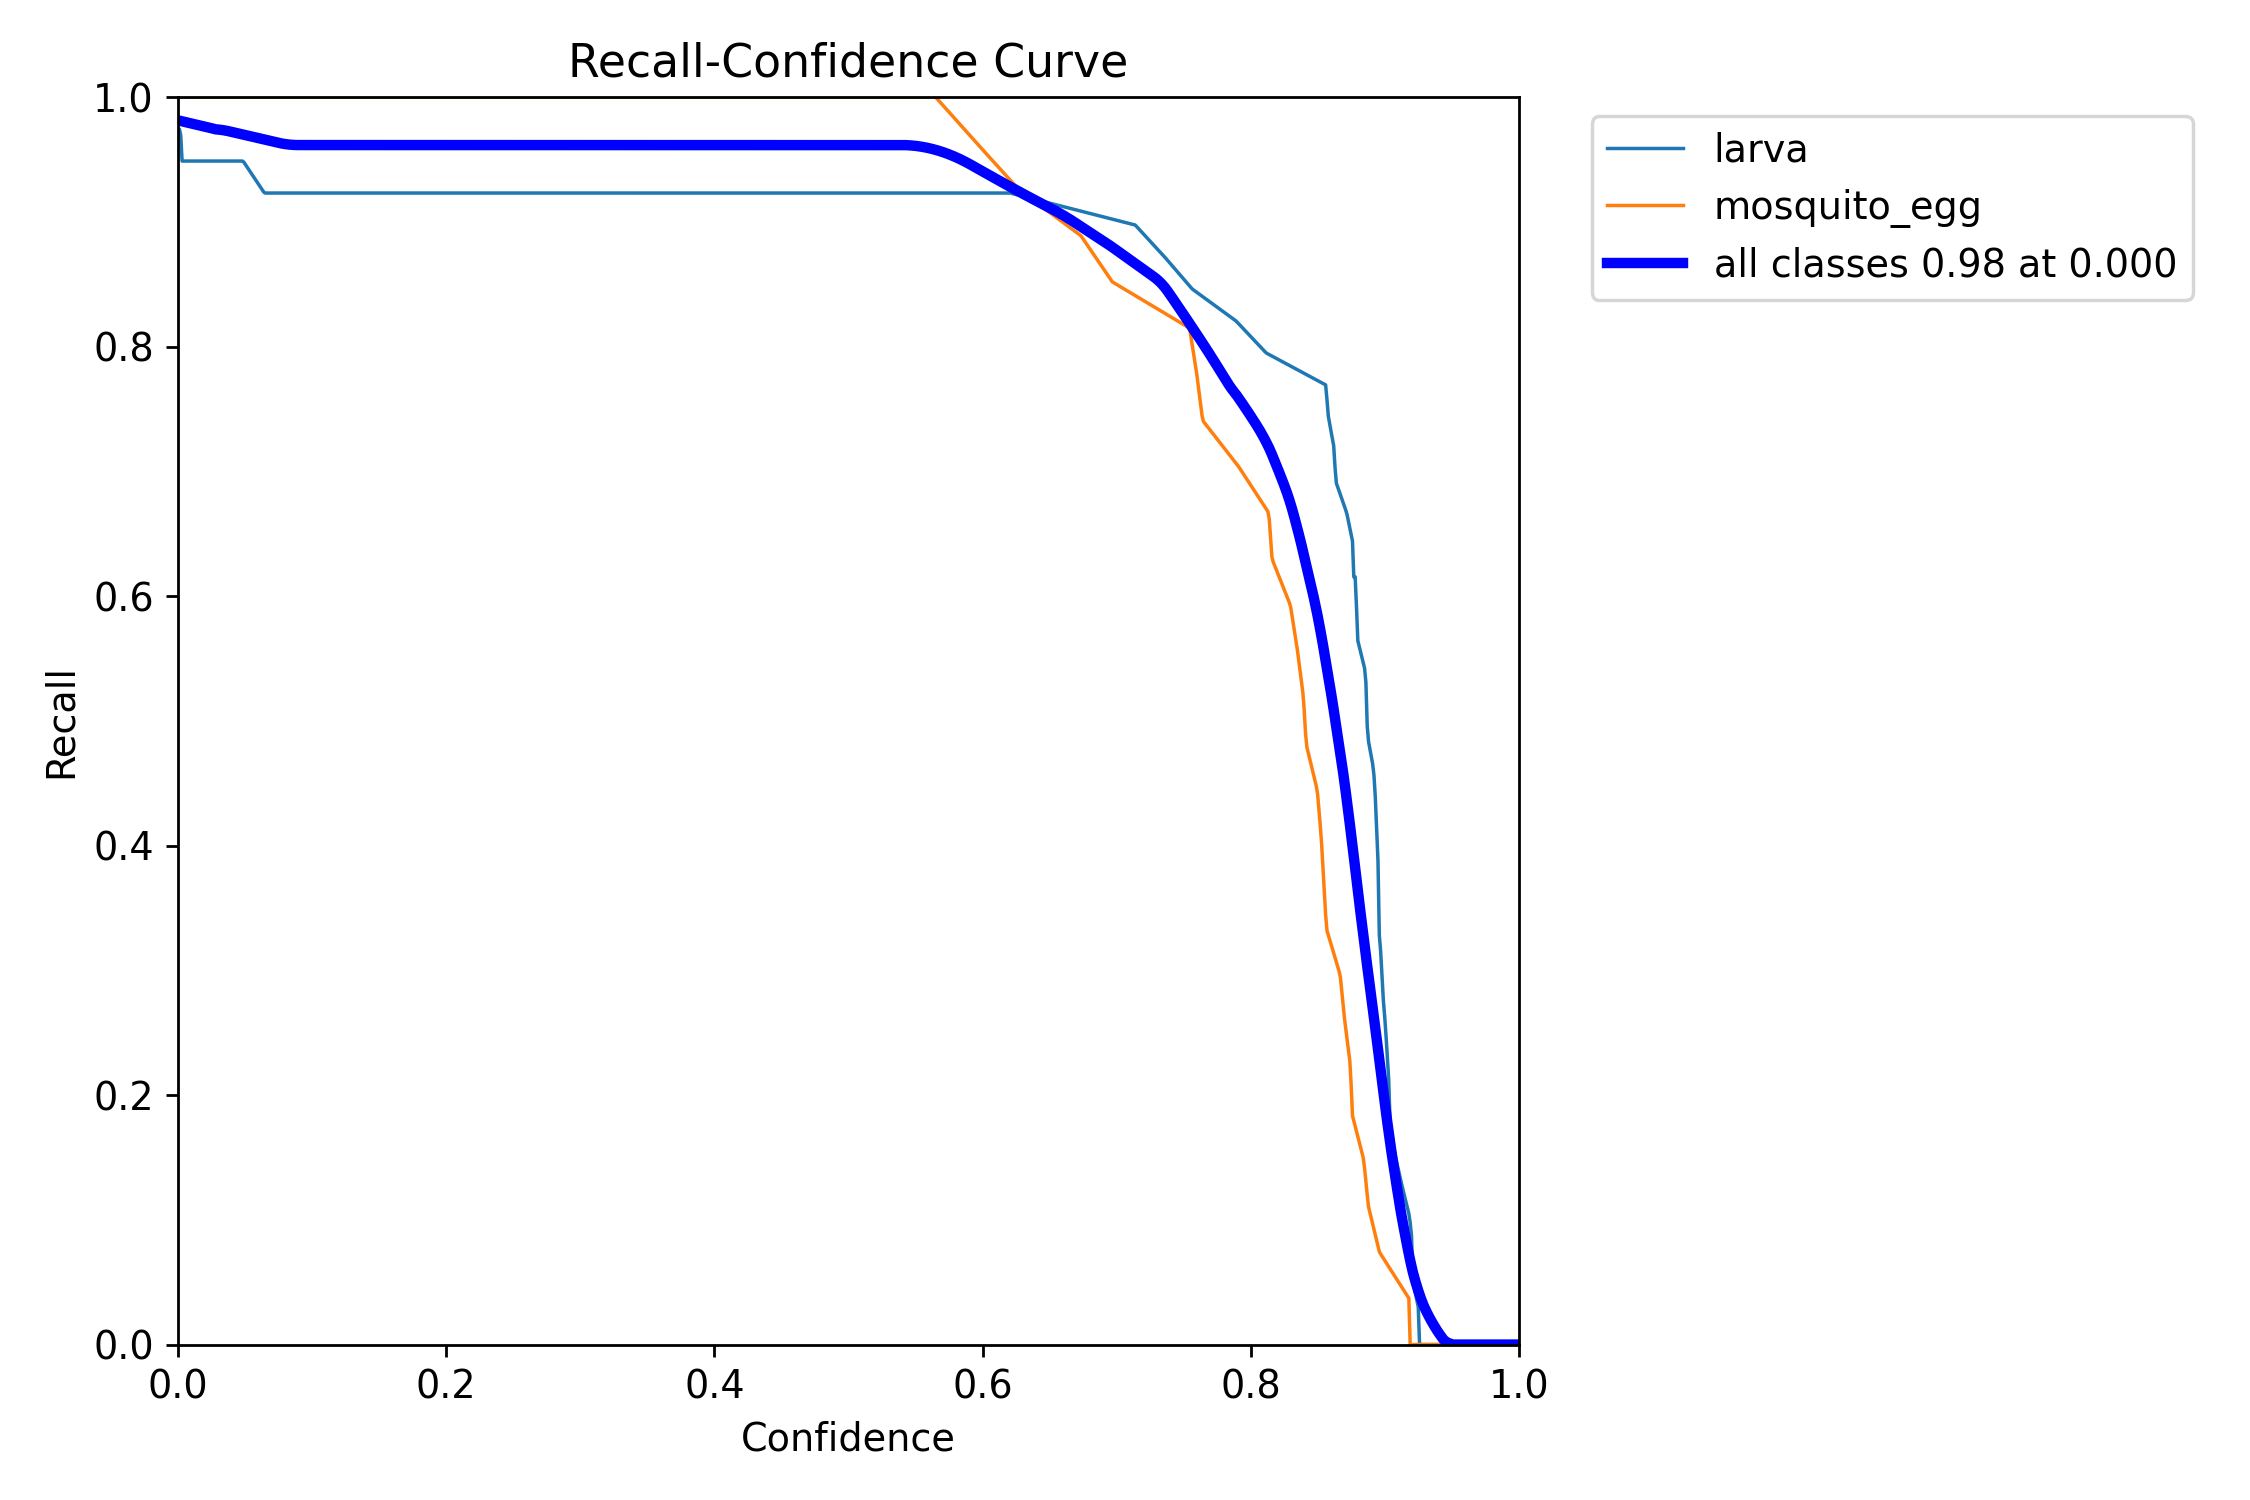 Recall-Confidence Curve
1.0
0.8
0.6
0.4
0.2
0.0
Recall
0.0 0.2 0.4 0.6 0.8 1.0
Confidence
larva
mosquito_egg
all classes 0.98 at 0.000